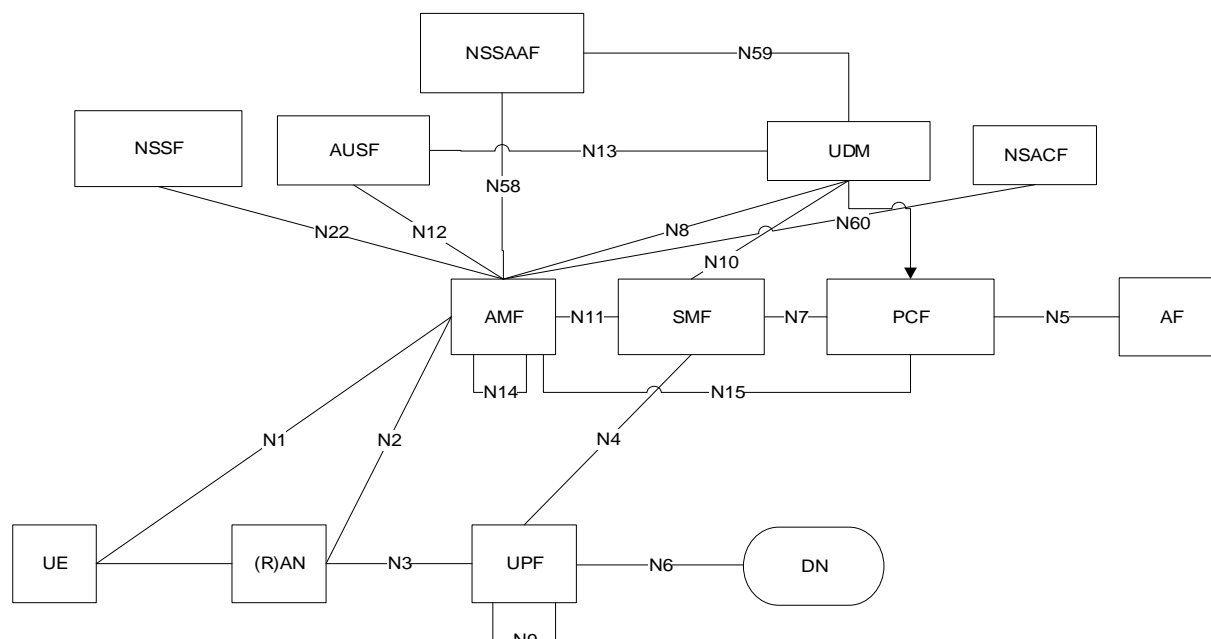 NSSAAF
N59
NSSF
AUSF
N13
UDM
NSACF
N58
N22
N12
N8
N60
N10
AMF
N11
SMF
N7
PCF
N5
AF
N14
N15
N1
N2
N4
UE
(R)AN
N3
UPF
N6
DN
N9